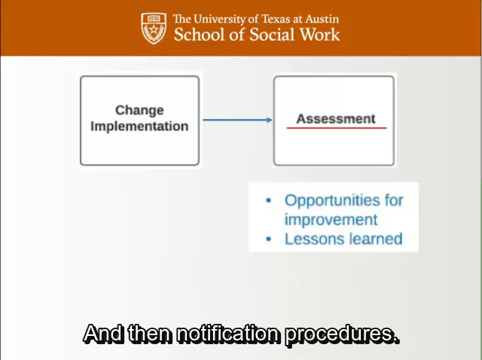 The University of Texas at Austin
School of Social Work
Change
Implementation
Assessment
• Opportunities for
improvement
• Lessons learned
And then notification procedures.